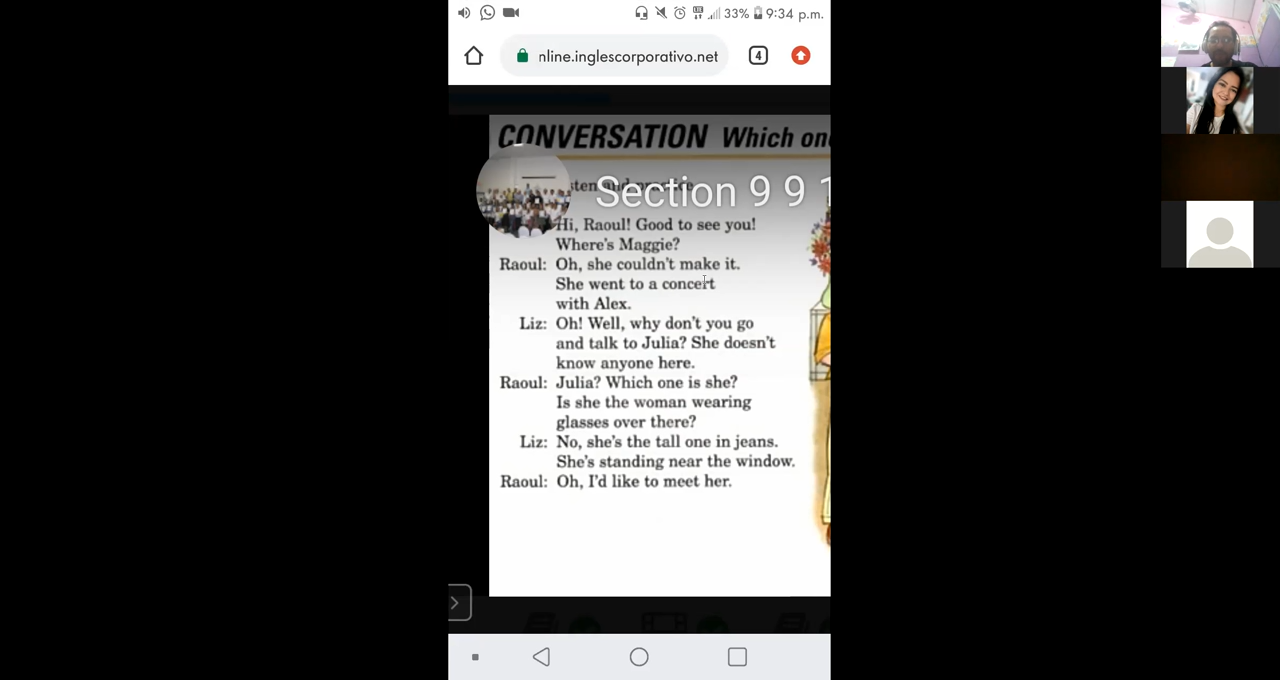 33% 9:34 p.m.
nline.inglescorporativo.net 4
CONVERSATION Which
Section 9 9 1
Hi, Raoul! Good to see you!
Where's Maggie?
Raoul: Oh, she couldn't make it.
She went to a concert
with Alex.
Liz: Oh! Well, why don't you go
and talk to Julia? She doesn't
know anyone here.
Raoul: Julia? Which one is she?
Is she the woman wearing
glasses over there?
Liz: No, she's the tall one in jeans.
She's standing near the window.
Raoul: Oh, I'd like to meet her.